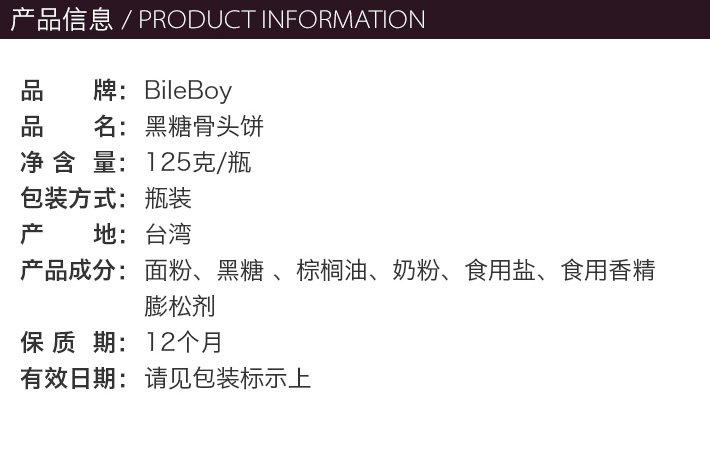 产品信息 / PRODUCT INFORMATION
品 牌： BileBoy
品 名： 黑糖骨头饼
净 含 量： 125克/瓶
包装方式： 瓶装
产 地： 台湾
产品成分： 面粉、黑糖 、棕榈油、奶粉、食用盐、食用香精
膨松剂
保 质 期： 12个月
有效日期： 请见包装标示上